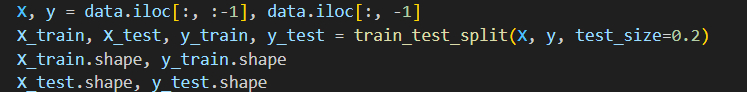 X, y = data.iloc[:, :-1], data.iloc[:, -1]
X_train, X_test, y_train, y_test = train_test_split(X, y, test_size=0.2)
X_train.shape, y_train.shape
X_test.shape, y_test.shape